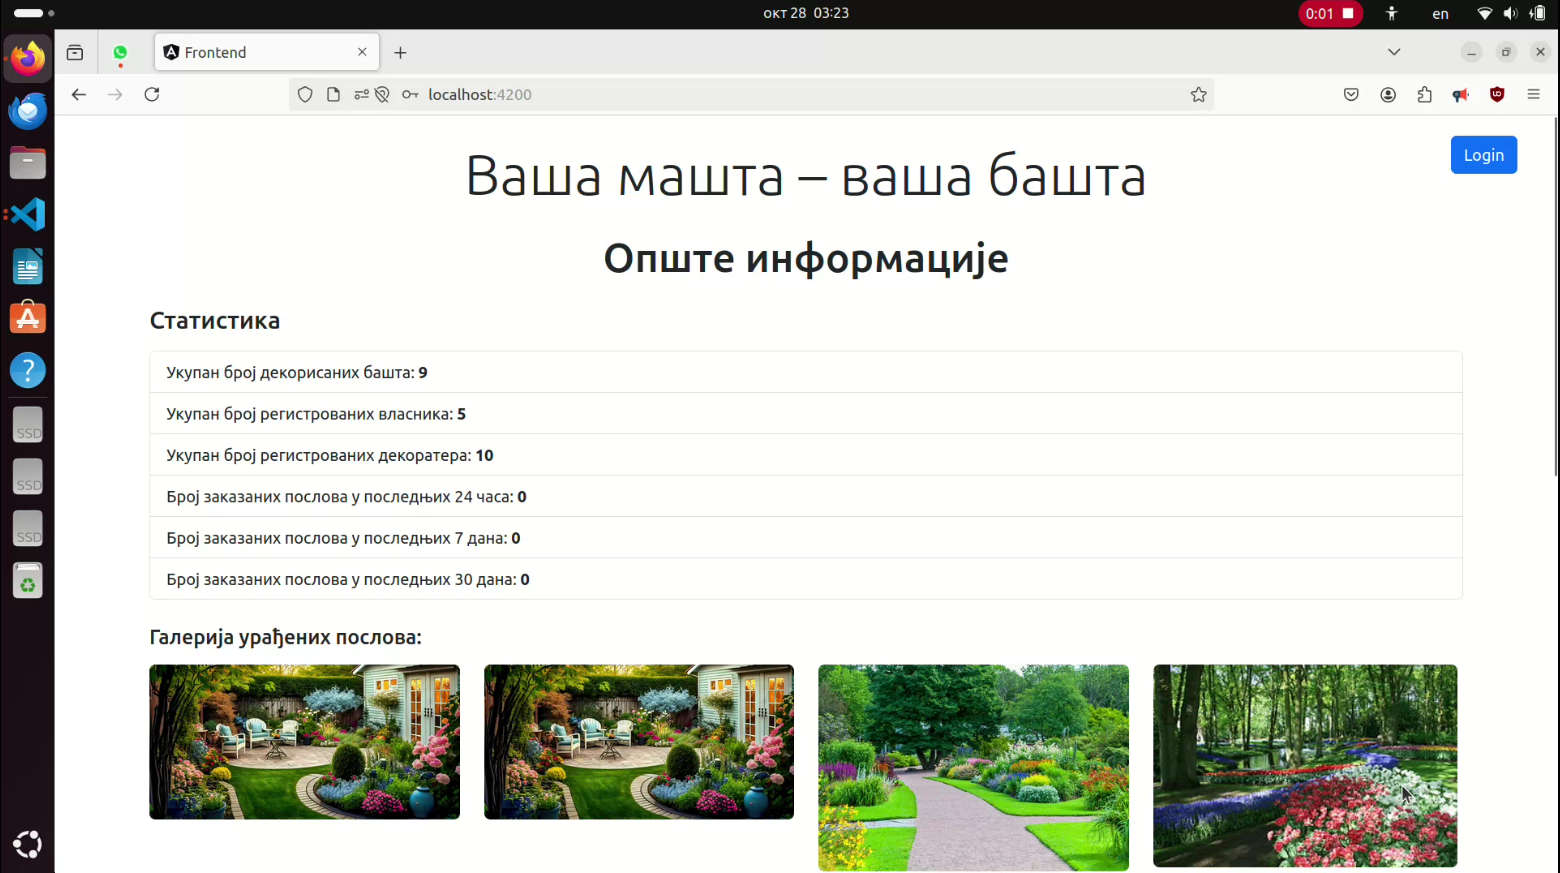 окт 28 03:23
0:01
en
Frontend
localhost:4200
Login
Ваша машта – ваша башта
Опште информације
Статистика
Укупан број декорисаних башта: 9
Укупан број регистрованих власника: 5
Укупан број регистрованих декоратера: 10
Број заказаних послова у последњих 24 часа: 0
Број заказаних послова у последњих 7 дана: 0
Број заказаних послова у последњих 30 дана: 0
Галерија урађених послова:
SSD
SSD
SSD